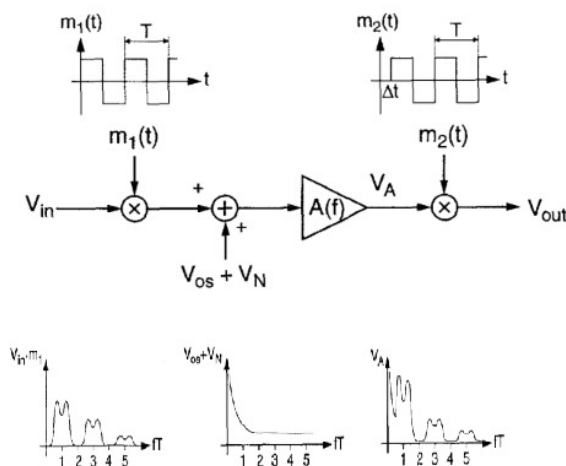 m1(t)
T
t
m2(t)
T
Δt
t
m1(t)
m2(t)
Vin
×
+
+
+
A(f)
VA
×
Vout
Vos + VN
Vin·m1
1 2 3 4 5
fT
Vos+VN
1 2 3 4 5
fT
VA
1 2 3 4 5
fT